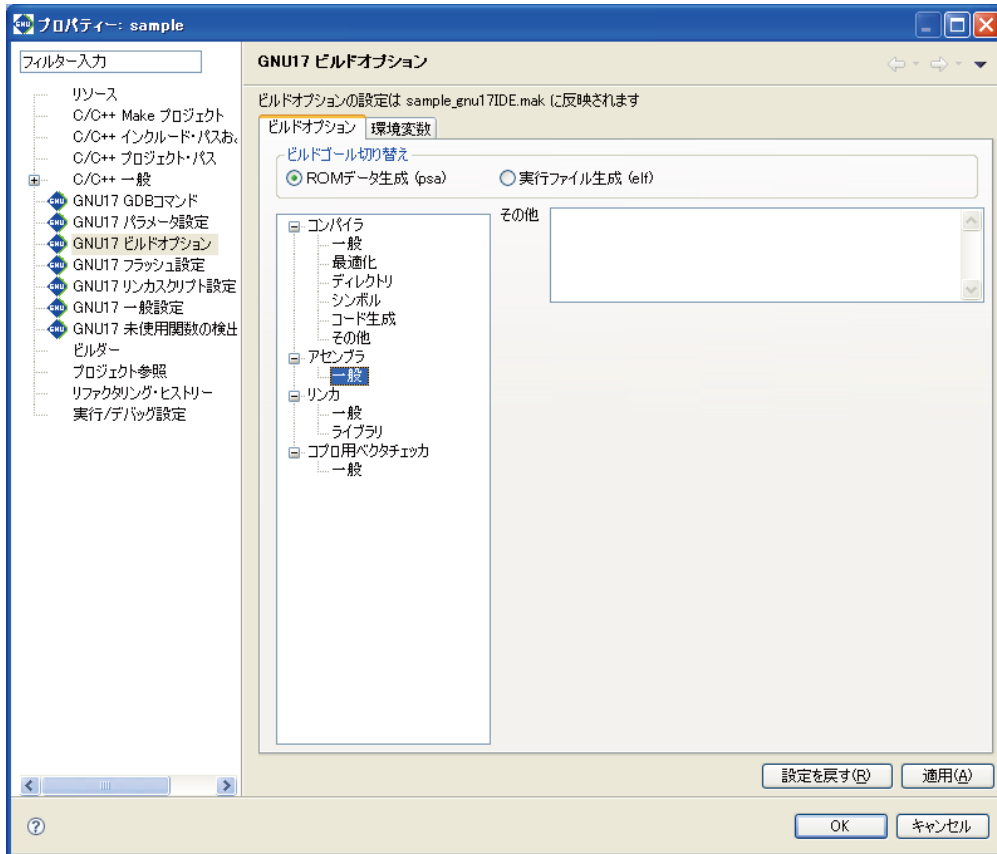 プロパティー: sample
フィルター入力
リソース
C/C++ Make プロジェクト
C/C++ インクルード・パスお
C/C++ プロジェクト・パス
C/C++ 一般
GNU17 GDBコマンド
GNU17 パラメータ設定
GNU17 ビルドオプション
GNU17 フラッシュ設定
GNU17 リンカスクリプト設定
GNU17 一般設定
GNU17 未使用関数の検出
ビルダー
プロジェクト参照
リファクタリング・ヒストリー
実行/デバッグ設定
GNU17 ビルドオプション
ビルドオプションの設定は sample_gnu17IDE.mak に反映されます
ビルドオプション 環境変数
ビルドゴール切り替え
ROMデータ生成 (psa) 実行ファイル生成 (elf)
コンパイラ
一般
最適化
ディレクトリ
シンボル
コード生成
その他
アセンブラ
一般
リンカ
一般
ライブラリ
コプロ用ベクタチェッカ
一般
その他
設定を戻す(R) 適用(A)
OK キャンセル